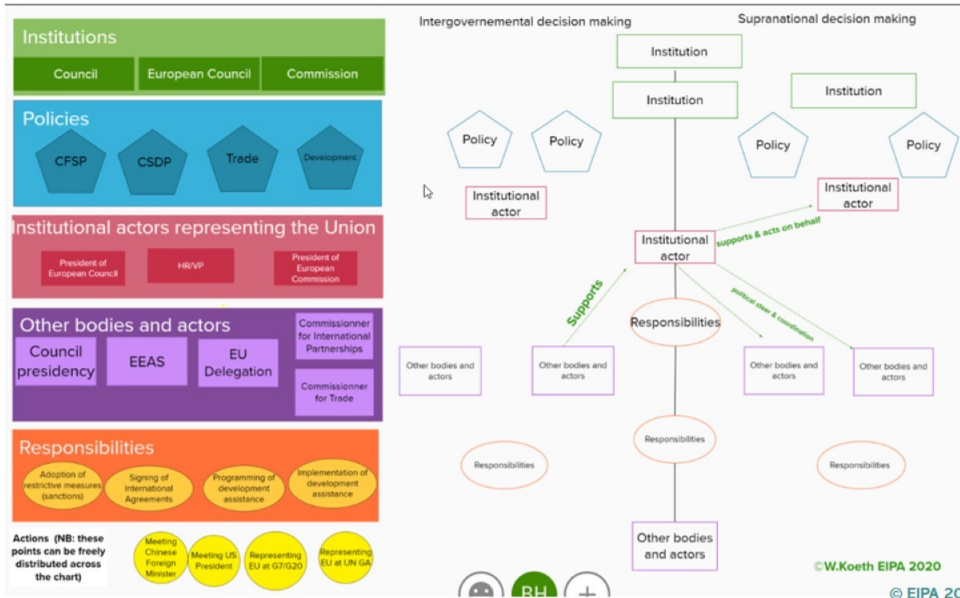 Institutions
Council
European Council
Commission
Policies
CFSP
CSDP
Trade
Development
Institutional actors representing the Union
President of
European Council
HR/VP
President of
European
Commission
Other bodies and actors
Council
presidency
EEAS
EU
Delegation
Commissionner
for International
Partnerships
Commissionner
for Trade
Responsibilities
Adoption of
restrictive measures
(sanctions)
Signing of
International
Agreements
Programming of
development
assistance
Implementation of
development
assistance
Actions (NB: these
points can be freely
distributed across
the chart)
Meeting
Chinese
Foreign
Minister
Meeting US
President
Representing
EU at G7/G20
Representing
EU at UN GA
Intergovernemental decision making
Supranational decision making
Institution
Institution
Institution
Policy
Policy
Policy
Policy
Institutional
actor
Institutional
actor
Institutional
actor
supports & acts on behalf
Supports
political steer & coordination
Responsibilities
Other bodies and
actors
Other bodies and
actors
Other bodies and
actors
Other bodies and
actors
Responsibilities
Responsibilities
Responsibilities
Other bodies
and actors
©W.Koeth EIPA 2020
BH
© EIPA 20